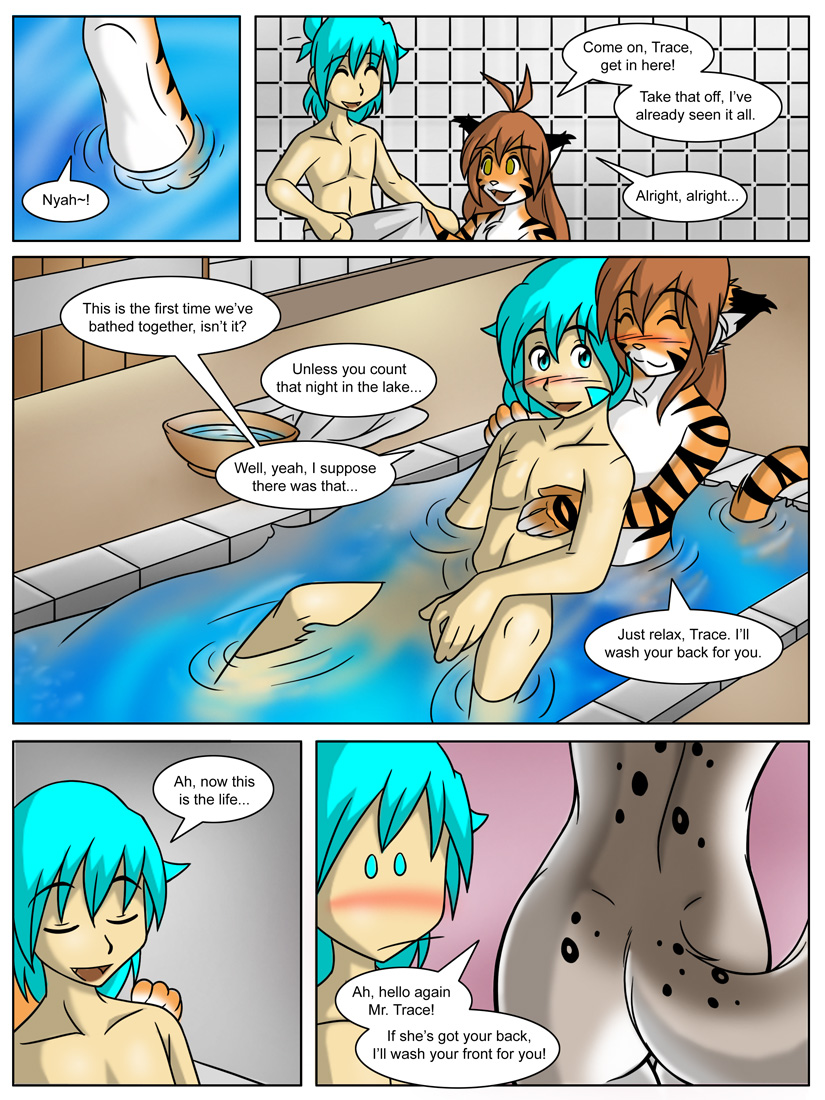 Nyah~!
Come on, Trace,
get in here!
Take that off, I've
already seen it all.
Alright, alright...
This is the first time we've
bathed together, isn't it?
Unless you count
that night in the lake...
Well, yeah, I suppose
there was that...
Just relax, Trace. I'll
wash your back for you.
Ah, now this
is the life...
Ah, hello again
Mr. Trace!
If she's got your back,
I'll wash your front for you!